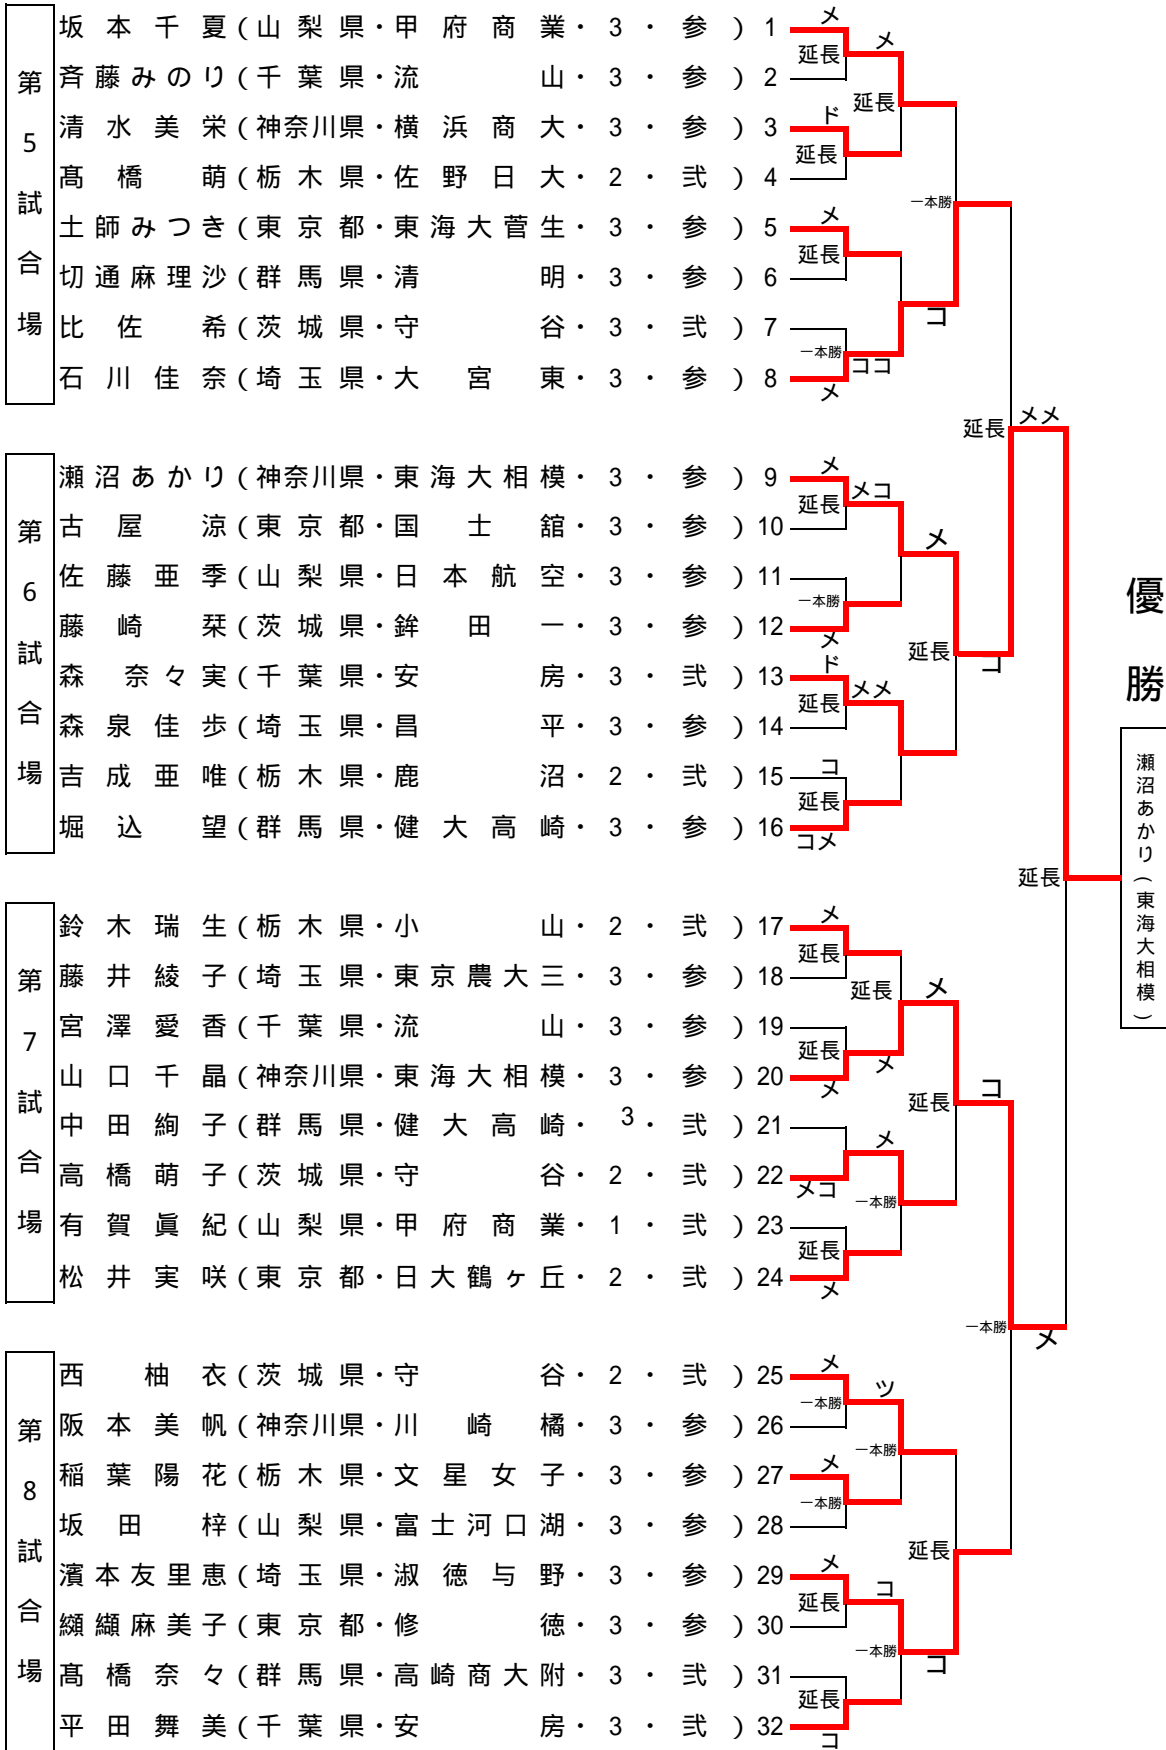 第5試合場
坂本千夏(山梨県・甲府商業・3・参)1
斉藤みのり(千葉県・流山・3・参)2
清水美栄(神奈川県・横浜商大・3・参)3
髙橋萌(栃木県・佐野日大・2・弐)4
土師みつき(東京都・東海大菅生・3・参)5
切通麻理沙(群馬県・清明・3・参)6
比佐希(茨城県・守谷・3・弐)7
石川佳奈(埼玉県・大宮東・3・参)8
メ
延長
メ
延長
ド
延長
一本勝
メ
延長
コ
一本勝
ココ
メ
第6試合場
瀬沼あかり(神奈川県・東海大相模・3・参)9
古屋涼(東京都・国士舘・3・参)10
佐藤亜季(山梨県・日本航空・3・参)11
藤崎栞(茨城県・鉾田一・3・参)12
森奈々実(千葉県・安房・3・弐)13
森泉佳歩(埼玉県・昌平・3・参)14
吉成亜唯(栃木県・鹿沼・2・弐)15
堀込望(群馬県・健大高崎・3・参)16
延長
メメ
メ
延長
メコ
メ
一本勝
メ
延長
コ
ド
延長
メメ
コ
延長
コメ
優勝
瀬沼あかり(東海大相模)
延長
第7試合場
鈴木瑞生(栃木県・小山・2・弐)17
藤井綾子(埼玉県・東京農大三・3・参)18
宮澤愛香(千葉県・流山・3・参)19
山口千晶(神奈川県・東海大相模・3・参)20
中田絢子(群馬県・健大高崎・3・弐)21
高橋萌子(茨城県・守谷・2・弐)22
有賀眞紀(山梨県・甲府商業・1・弐)23
松井実咲(東京都・日大鶴ヶ丘・2・弐)24
メ
延長
延長
メ
延長
メ
メ
延長
コ
メ
メコ
一本勝
延長
メ
一本勝
メ
第8試合場
西柚衣(茨城県・守谷・2・弐)25
阪本美帆(神奈川県・川崎橘・3・参)26
稲葉陽花(栃木県・文星女子・3・参)27
坂田梓(山梨県・富士河口湖・3・参)28
濱本友里恵(埼玉県・淑徳与野・3・参)29
纐纈麻美子(東京都・修徳・3・参)30
髙橋奈々(群馬県・高崎商大附・3・弐)31
平田舞美(千葉県・安房・3・弐)32
メ
一本勝
ツ
一本勝
メ
一本勝
延長
メ
延長
コ
一本勝
コ
延長
コ